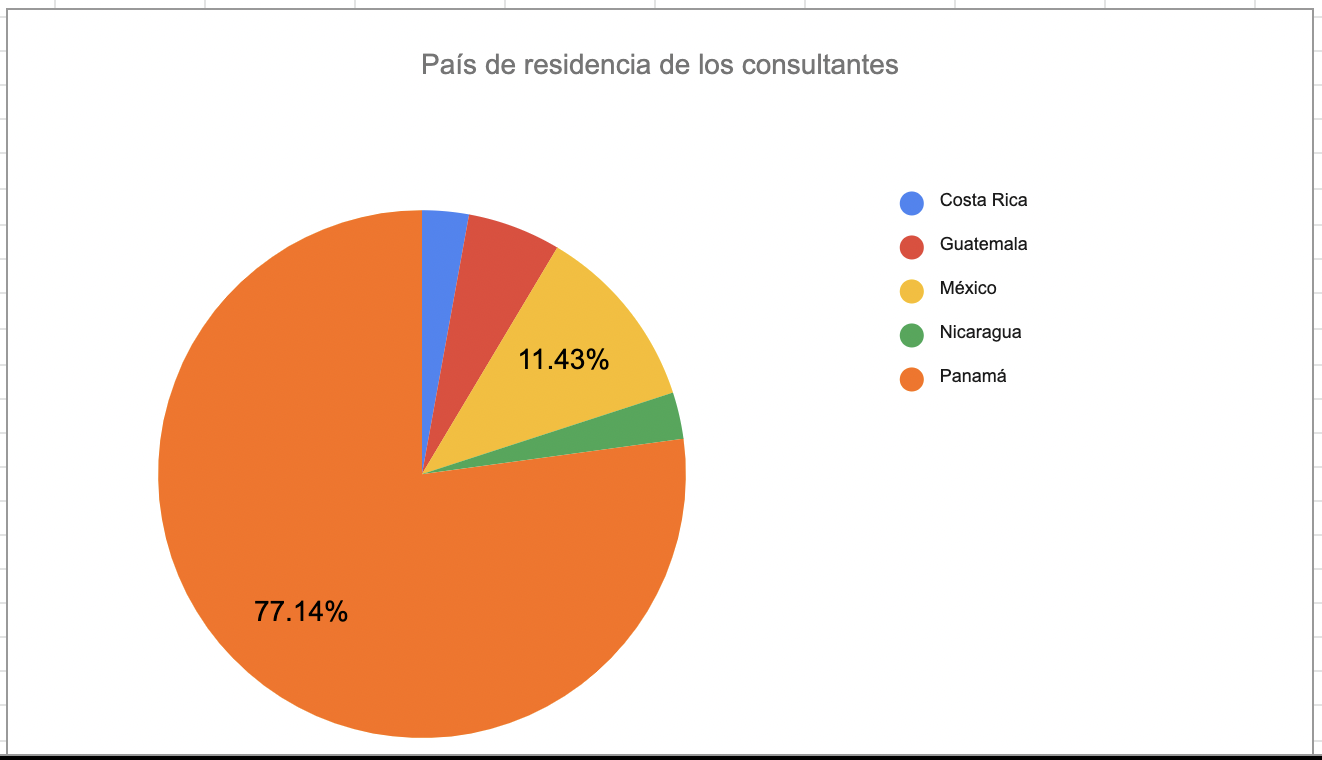 País de residencia de los consultantes
Costa Rica
Guatemala
México
Nicaragua
Panamá
11.43%
77.14%